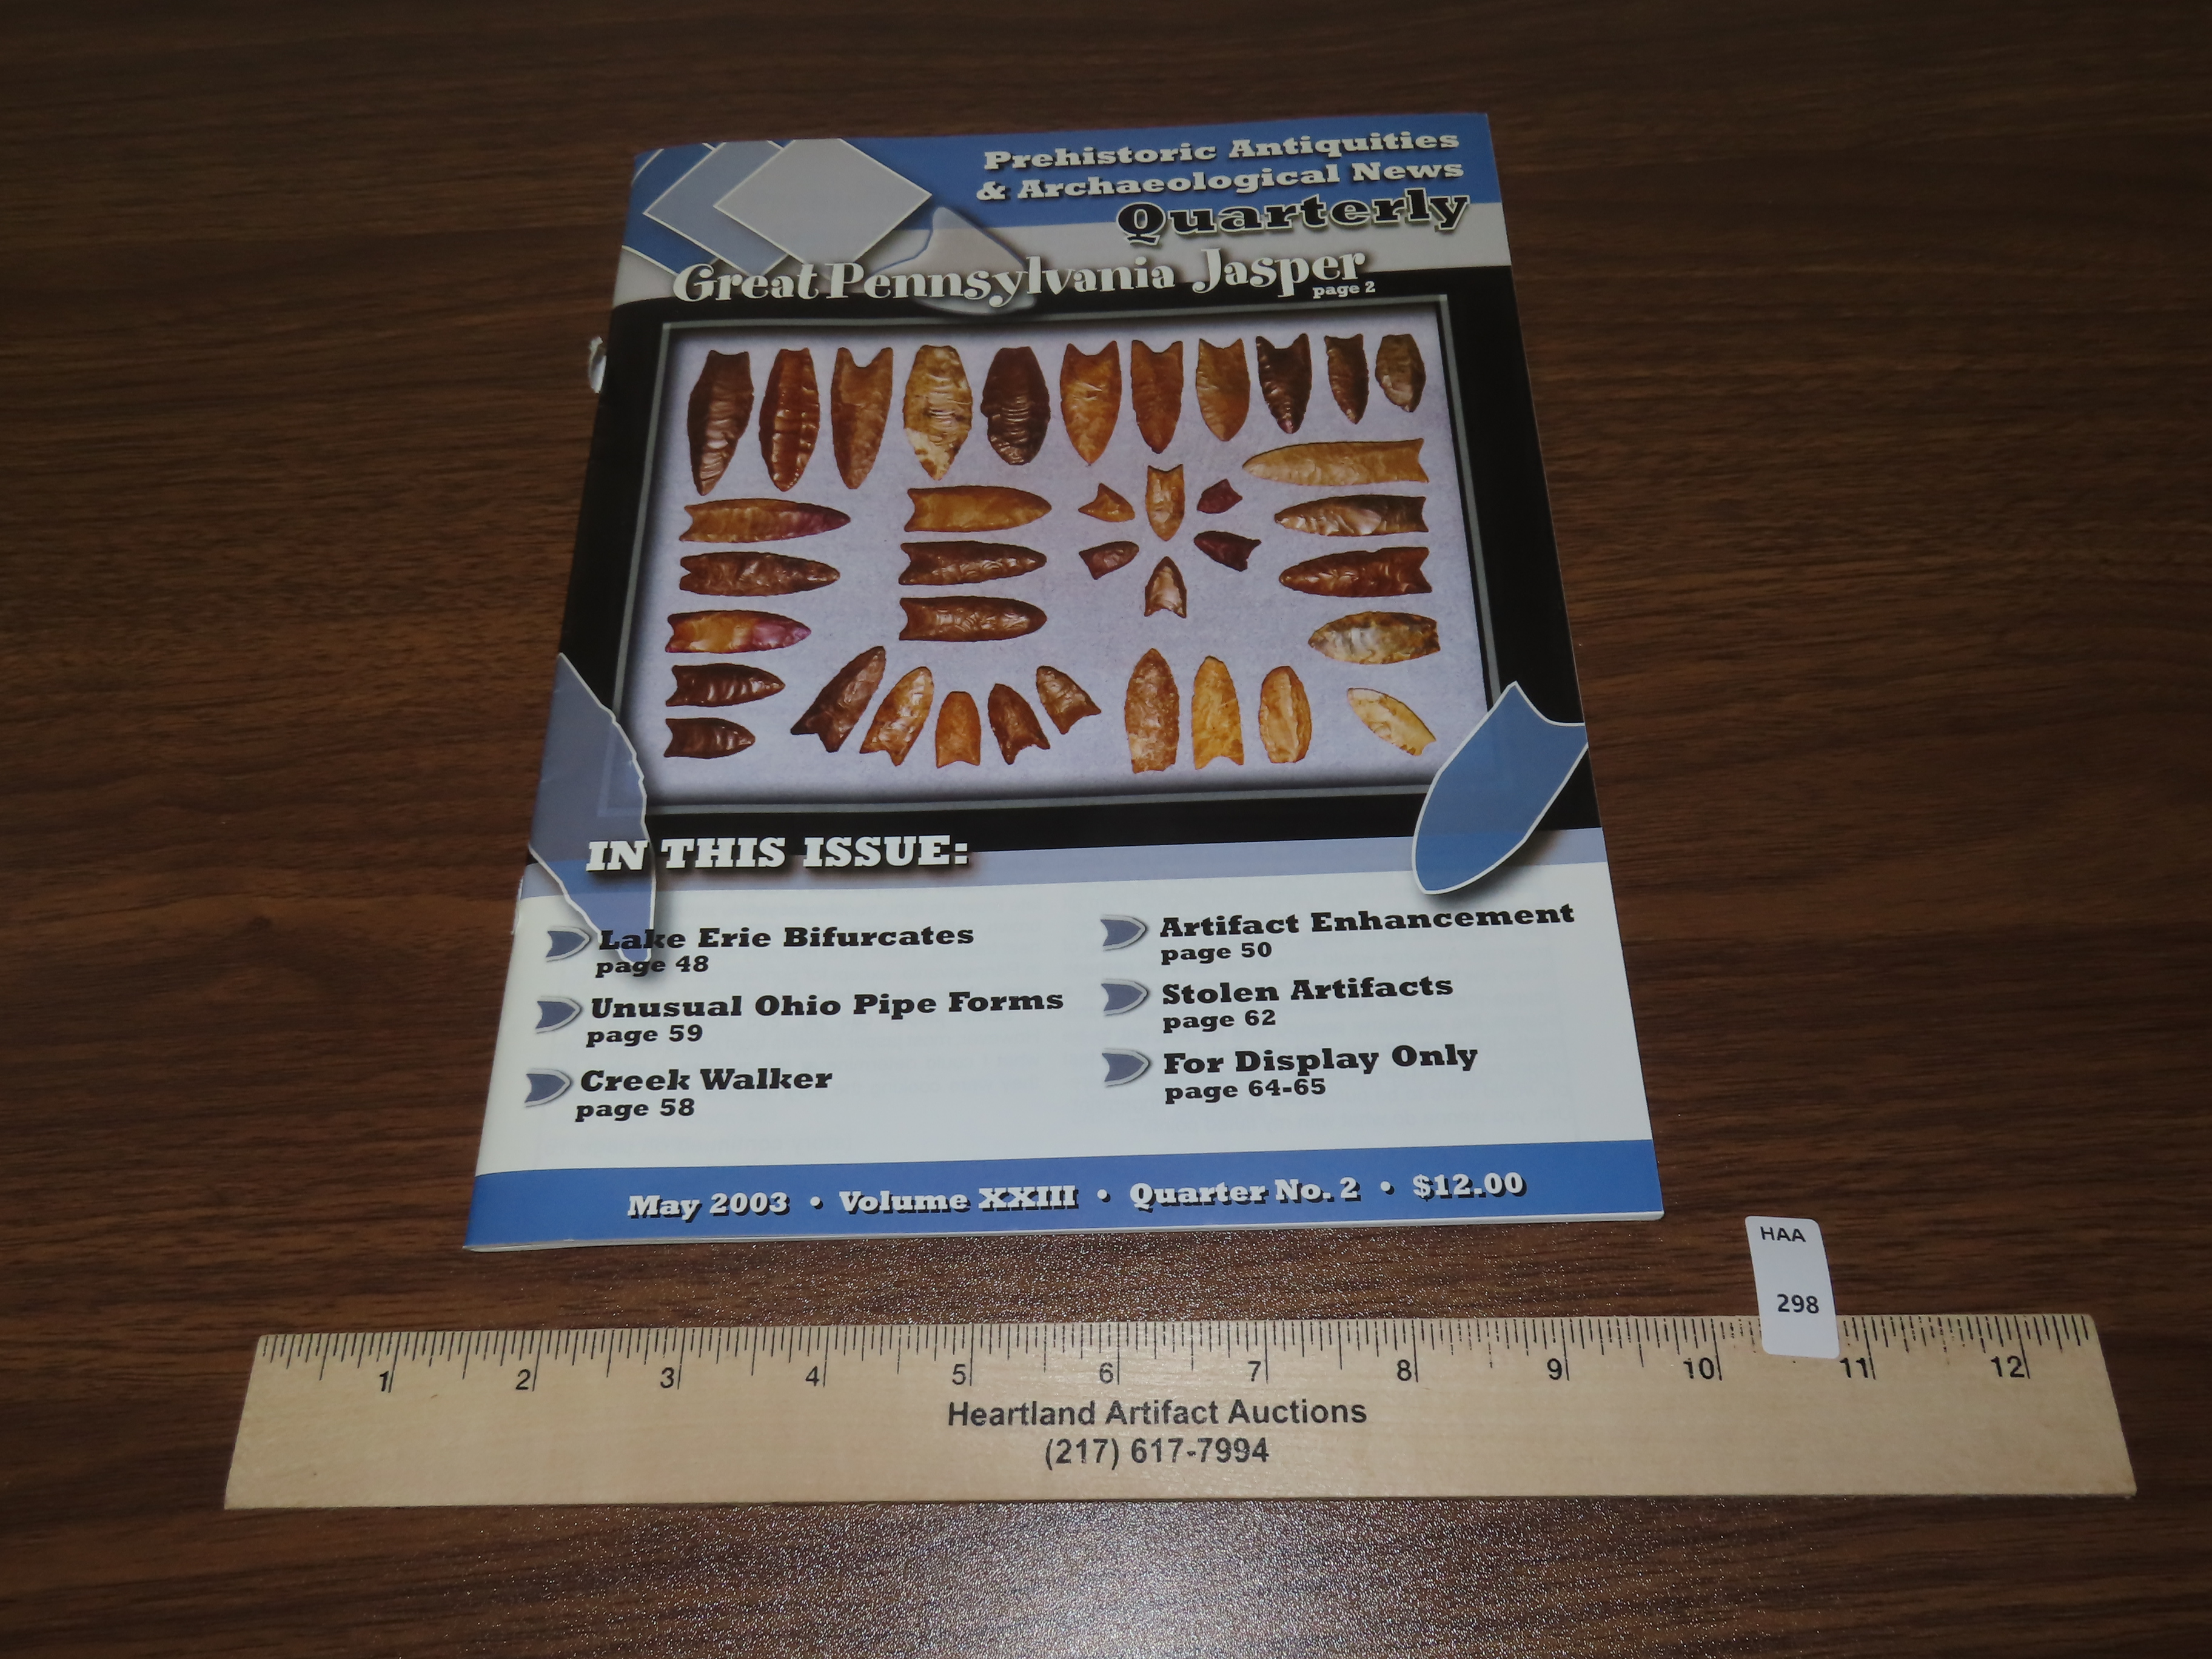 Prehistoric Antiquities
& Archaeological News
Quarterly
Great Pennsylvania Jasper
page 2
IN THIS ISSUE:
Lake Erie Bifurcates
page 48
Unusual Ohio Pipe Forms
page 59
Creek Walker
page 58
Artifact Enhancement
page 50
Stolen Artifacts
page 62
For Display Only
page 64-65
May 2003 • Volume XXIII • Quarter No. 2 • $12.00
HAA
298
1 2 3 4 5 6 7 8 9 10 11 12
Heartland Artifact Auctions
(217) 617-7994